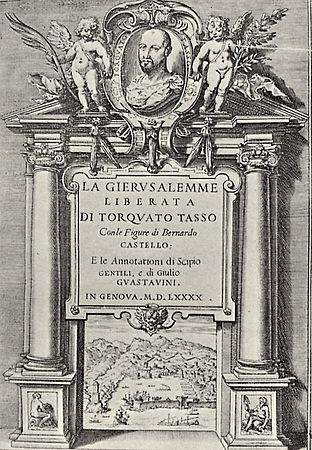 LA GIERVSALEMME
LIBERATA
DI TORQVATO TASSO
Con le Figure di Bernardo
CASTELLO;
E le Annotationi di Scipio
GENTILI, e di Giulio
GVASTAVINI.
IN GENOVA. M.D.LXXXX.